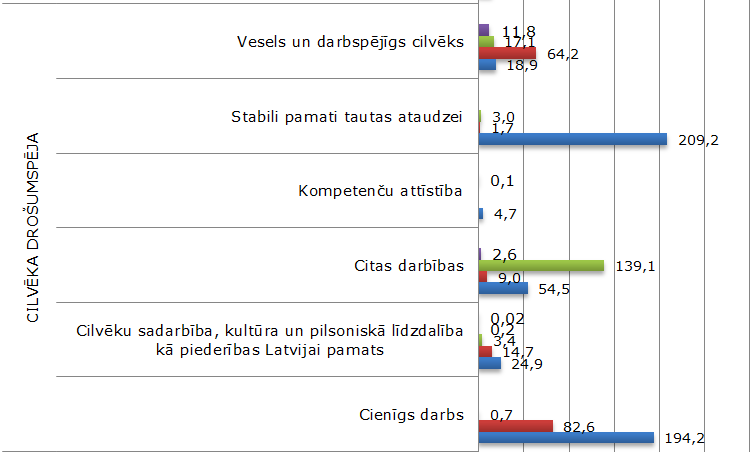 CILVĒKA DROŠUMSPĒJA
Vesels un darbspējīgs cilvēks
11,8
17,1
64,2
18,9
Stabili pamati tautas ataudzei
3,0
1,7
209,2
Kompetenču attīstība
0,1
4,7
Citas darbības
2,6
139,1
9,0
54,5
Cilvēku sadarbība, kultūra un pilsoniskā līdzdalība
kā piederības Latvijai pamats
0,02
0,2
3,4
14,7
24,9
Cienīgs darbs
0,7
82,6
194,2